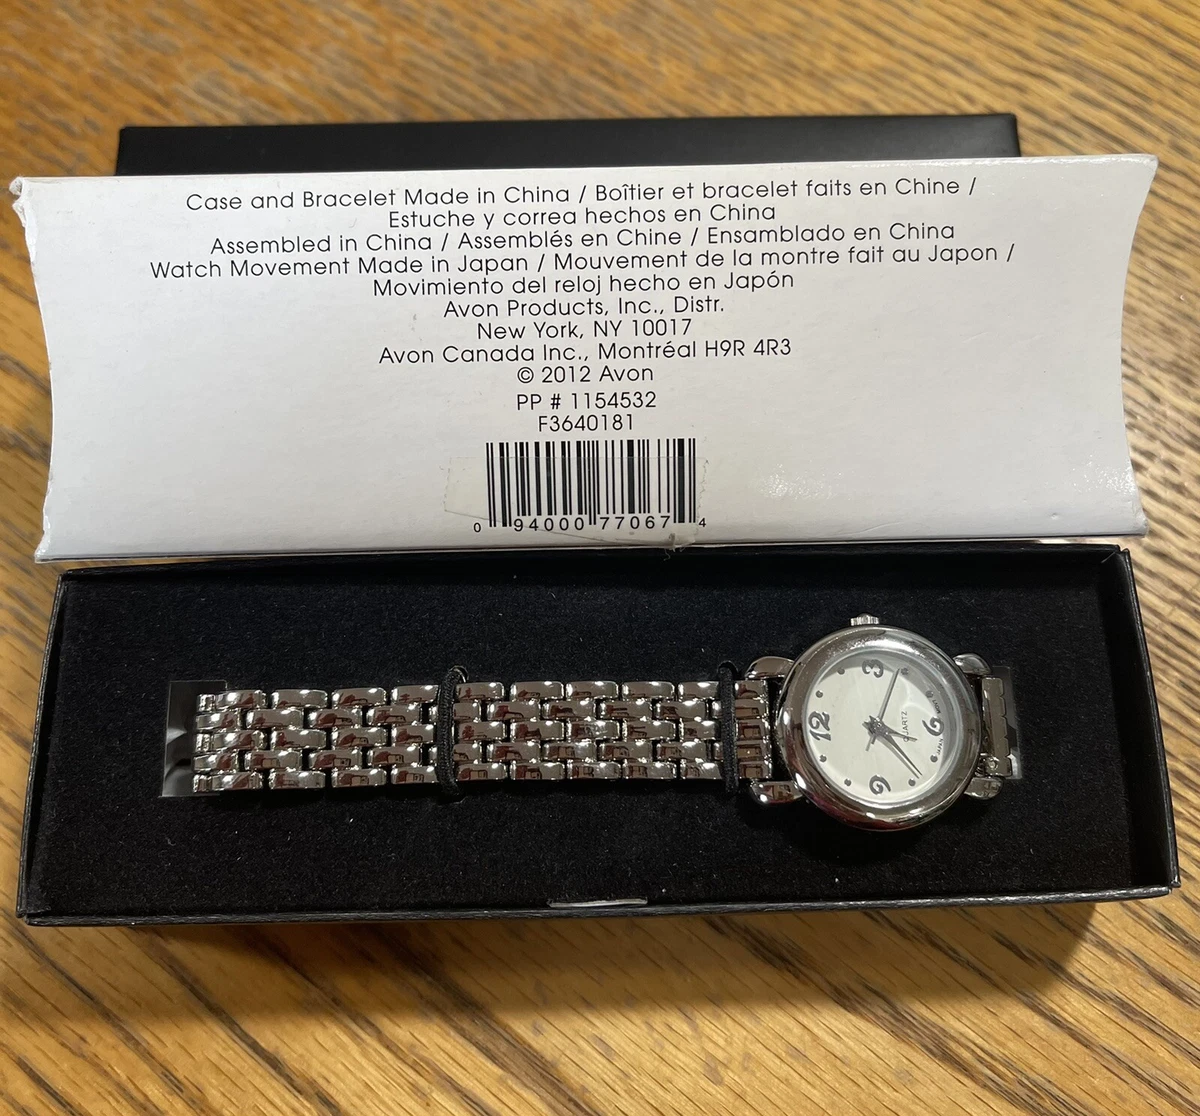 Case and Bracelet Made in China / Boîtier et bracelet faits en Chine /
Estuche y correa hechos en China
Assembled in China / Assemblés en Chine / Ensamblado en China
Watch Movement Made in Japan / Mouvement de la montre fait au Japon /
Movimiento del reloj hecho en Japón
Avon Products, Inc., Distr.
New York, NY 10017
Avon Canada Inc., Montréal H9R 4R3
© 2012 Avon
PP # 1154532
F3640181
0 94000 77067 4
12
3
6
9
QUARTZ